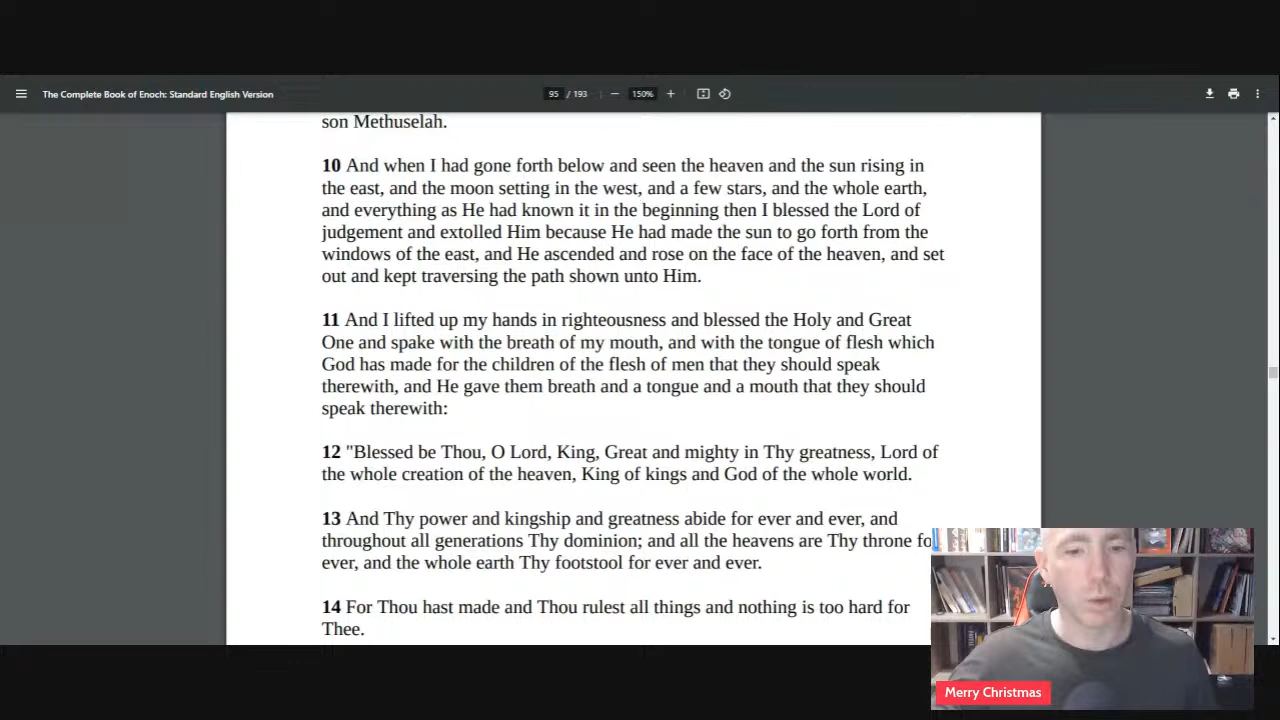 The Complete Book of Enoch: Standard English Version
95 / 193
150%
son Methuselah.
10 And when I had gone forth below and seen the heaven and the sun rising in
the east, and the moon setting in the west, and a few stars, and the whole earth,
and everything as He had known it in the beginning then I blessed the Lord of
judgement and extolled Him because He had made the sun to go forth from the
windows of the east, and He ascended and rose on the face of the heaven, and set
out and kept traversing the path shown unto Him.
11 And I lifted up my hands in righteousness and blessed the Holy and Great
One and spake with the breath of my mouth, and with the tongue of flesh which
God has made for the children of the flesh of men that they should speak
therewith, and He gave them breath and a tongue and a mouth that they should
speak therewith:
12 "Blessed be Thou, O Lord, King, Great and mighty in Thy greatness, Lord of
the whole creation of the heaven, King of kings and God of the whole world.
13 And Thy power and kingship and greatness abide for ever and ever, and
throughout all generations Thy dominion; and all the heavens are Thy throne fo
ever, and the whole earth Thy footstool for ever and ever.
14 For Thou hast made and Thou rulest all things and nothing is too hard for
Thee.
Merry Christmas